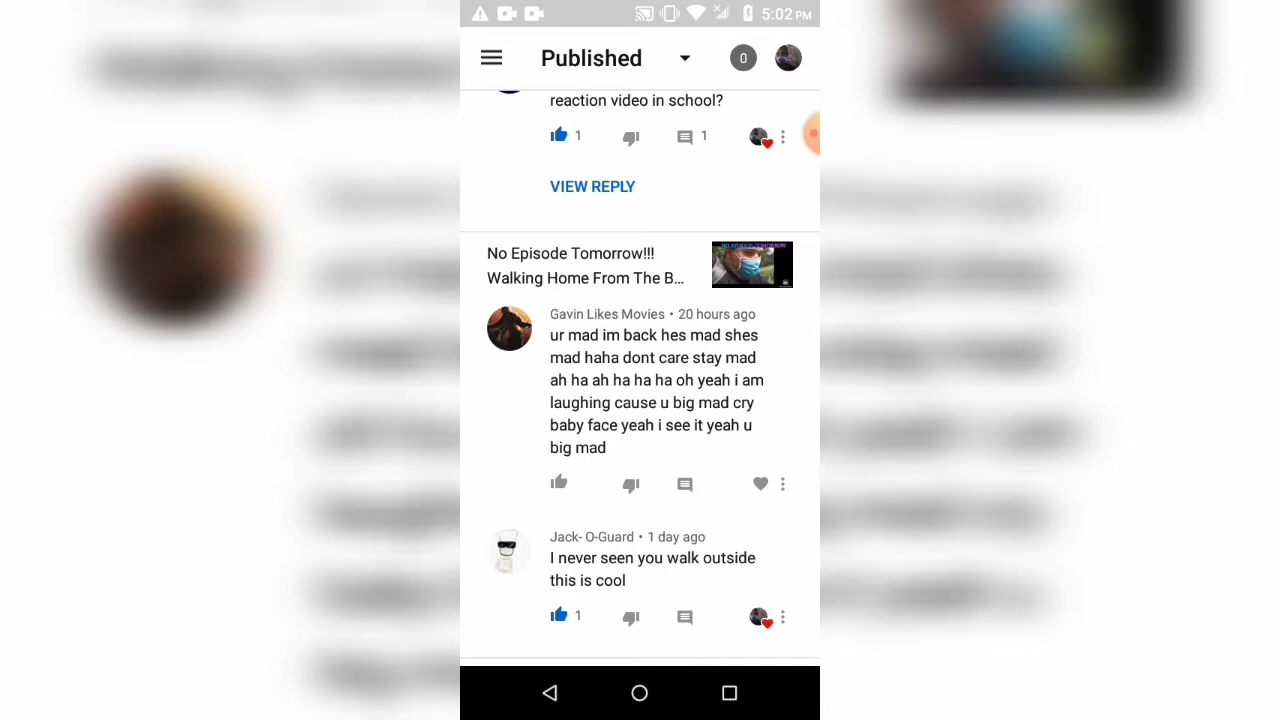 5:02 PM
Published
0
reaction video in school?
1
1
VIEW REPLY
No Episode Tomorrow!!!
Walking Home From The B...
Gavin Likes Movies • 20 hours ago
ur mad im back hes mad shes
mad haha dont care stay mad
ah ha ah ha ha ha oh yeah i am
laughing cause u big mad cry
baby face yeah i see it yeah u
big mad
Jack- O-Guard • 1 day ago
I never seen you walk outside
this is cool
1